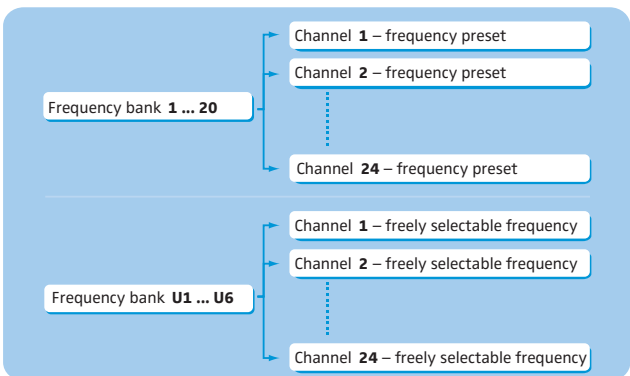 Channel 1 – frequency preset
Channel 2 – frequency preset
Frequency bank 1 ... 20
Channel 24 – frequency preset
Channel 1 – freely selectable frequency
Channel 2 – freely selectable frequency
Frequency bank U1 ... U6
Channel 24 – freely selectable frequency